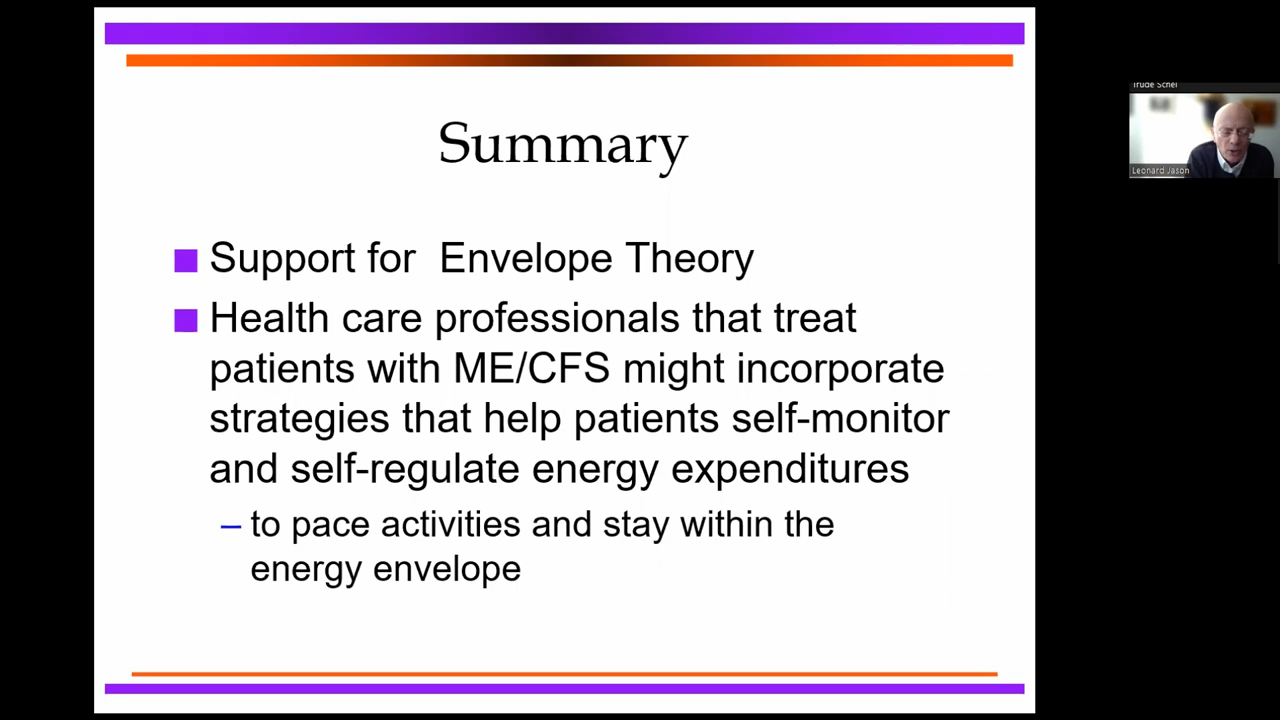 Summary
Support for Envelope Theory
Health care professionals that treat
patients with ME/CFS might incorporate
strategies that help patients self-monitor
and self-regulate energy expenditures
– to pace activities and stay within the
energy envelope
Trude Schei
Leonard Jason